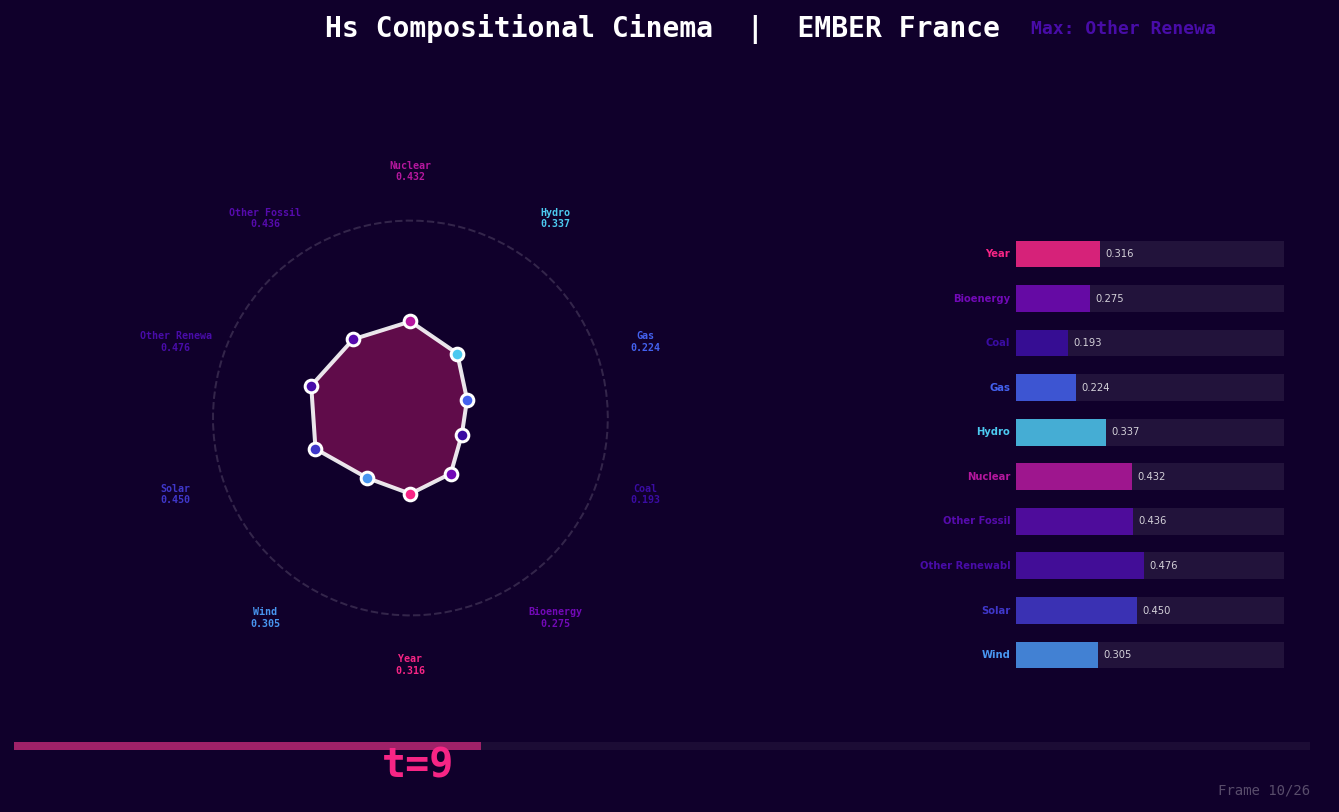 Hs Compositional Cinema | EMBER France
Max: Other Renewa
Nuclear
0.432
Other Fossil
0.436
Hydro
0.337
Other Renewa
0.476
Gas
0.224
Solar
0.450
Coal
0.193
Wind
0.305
Bioenergy
0.275
Year
0.316
Year 0.316
Bioenergy 0.275
Coal 0.193
Gas 0.224
Hydro 0.337
Nuclear 0.432
Other Fossil 0.436
Other Renewabl 0.476
Solar 0.450
Wind 0.305
t=9
Frame 10/26